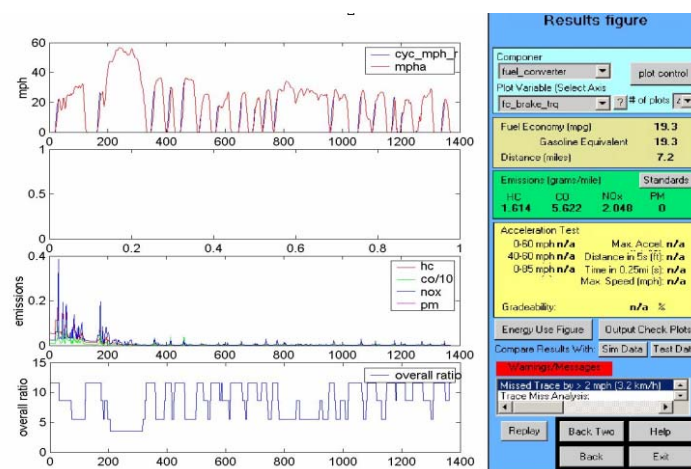 Results figure
60
40
20
0
mph
cyc_mph_r
mpha
0 200 400 600 800 1000 1200 1400
1
0.5
0
0 0.2 0.4 0.6 0.8 1
0.4
0.2
0
emissions
hc
co/10
nox
pm
0 200 400 600 800 1000 1200 1400
15
10
5
0
overall ratio
overall ratio
0 200 400 600 800 1000 1200 1400
Componer
fuel_converter
plot control
Plot Variable (Select Axis
fc_brake_trq
?
# of plots
Fuel Economy (mpg) 19.3
Gasoline Equivalent 19.3
Distance (miles) 7.2
Emissions (grams/mile) Standards
HC CO NOx PM
1.614 5.622 2.048 0
Acceleration Test
0-60 mph n/a Max. Accel. n/a
40-60 mph n/a Distance in 5s (ft): n/a
0-85 mph n/a Time in 0.25mi (s): n/a
Max. Speed (mph): n/a
Gradeability: n/a %
Energy Use Figure Output Check Plots
Compare Results With: Sim Data Test Dat
Warnings/Messages
Missed Trace by > 2 mph (3.2 km/h)
Trace Miss Analysis:
Replay Back Two Help
Back Exit